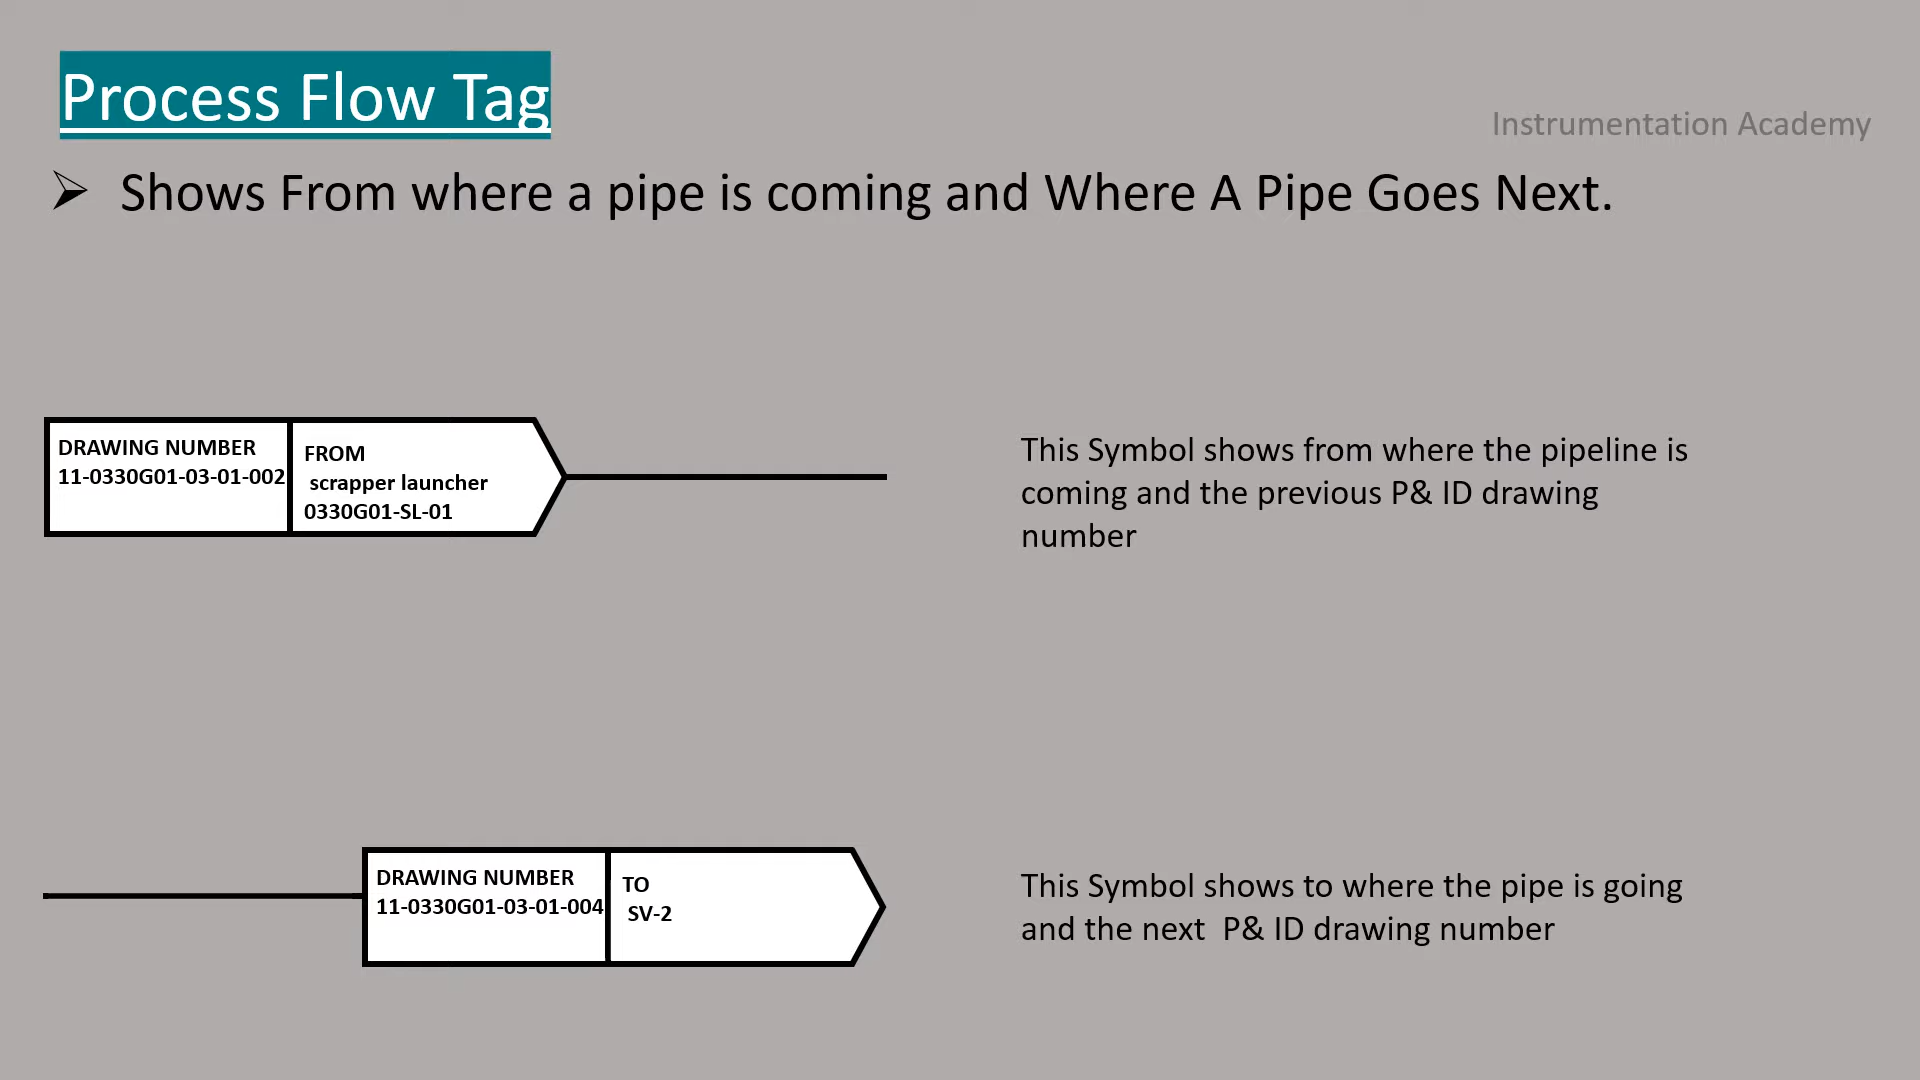 Process Flow Tag
Instrumentation Academy
Shows From where a pipe is coming and Where A Pipe Goes Next.
DRAWING NUMBER
11-0330G01-03-01-002
FROM
scrapper launcher
0330G01-SL-01
This Symbol shows from where the pipeline is
coming and the previous P& ID drawing
number
DRAWING NUMBER
11-0330G01-03-01-004
TO
SV-2
This Symbol shows to where the pipe is going
and the next P& ID drawing number